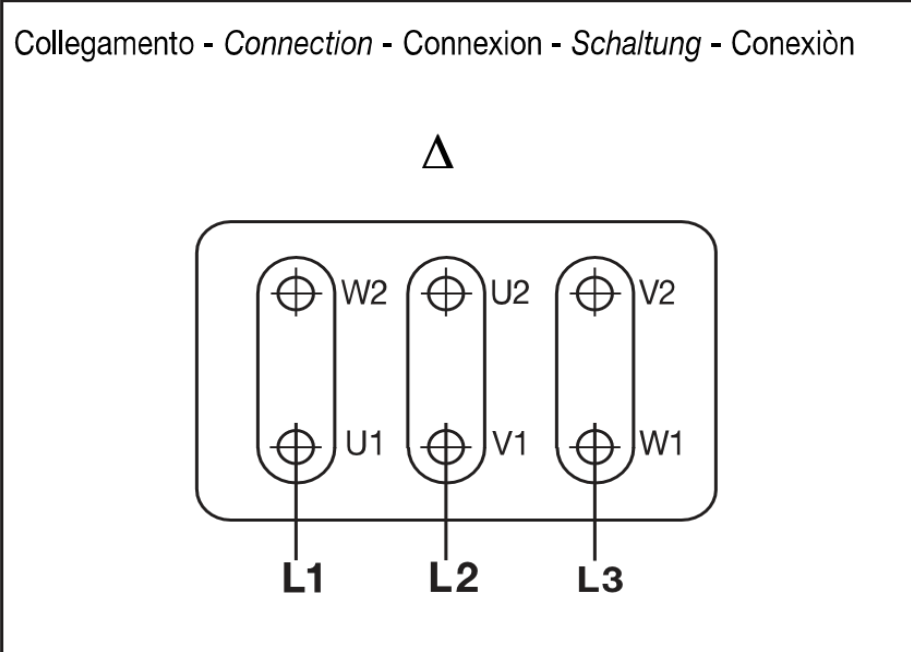 Collegamento - Connection - Connexion - Schaltung - Conexiòn
Δ
W2 U2 V2
U1 V1 W1
L1 L2 L3